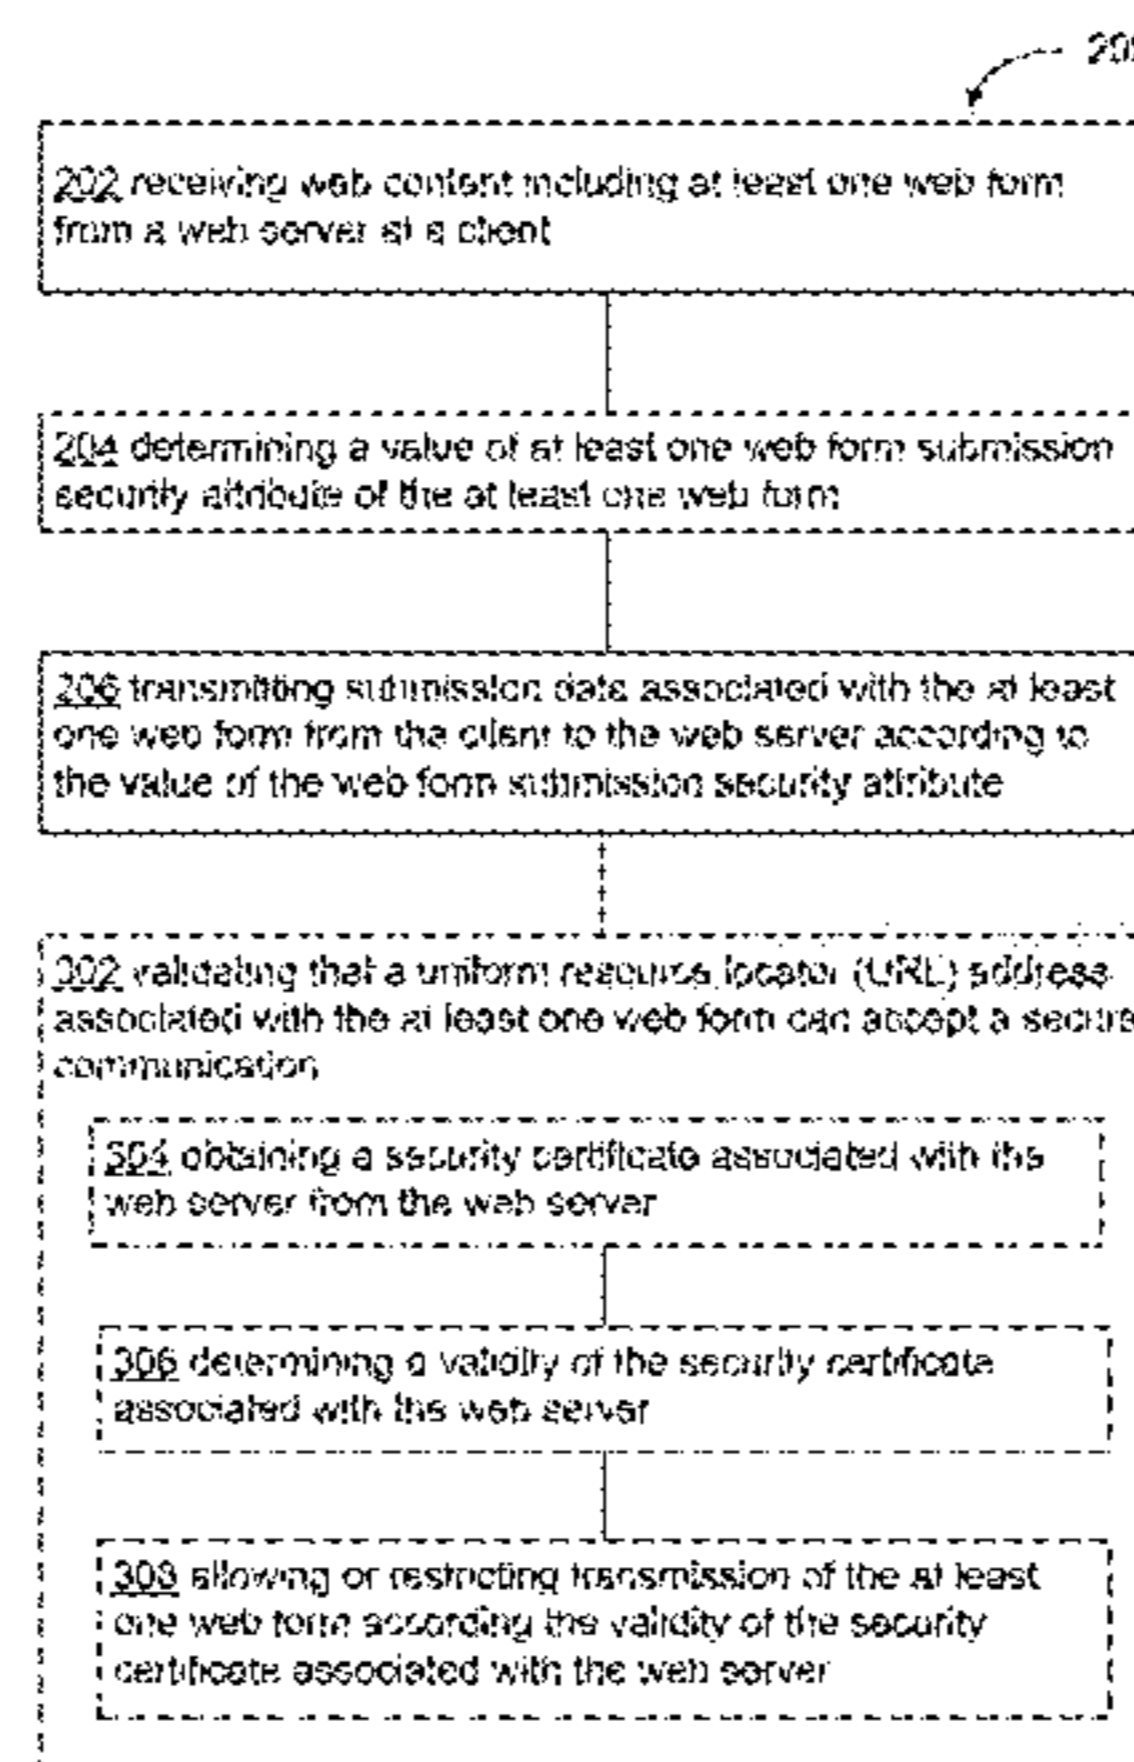 202 receiving web content including at least one web form
from a web server at a client
204 determining a value of at least one web form submission
security attribute of the at least one web form
206 transmitting submission data associated with the at least
one web form from the client to the web server according to
the value of the web form submission security attribute
302 validating that a uniform resource locator (URL) address
associated with the at least one web form can accept a secure
communication
304 obtaining a security certificate associated with the
web server from the web server
306 determining a validity of the security certificate
associated with the web server
308 allowing or restricting transmission of the at least
one web form according the validity of the security
certificate associated with the web server